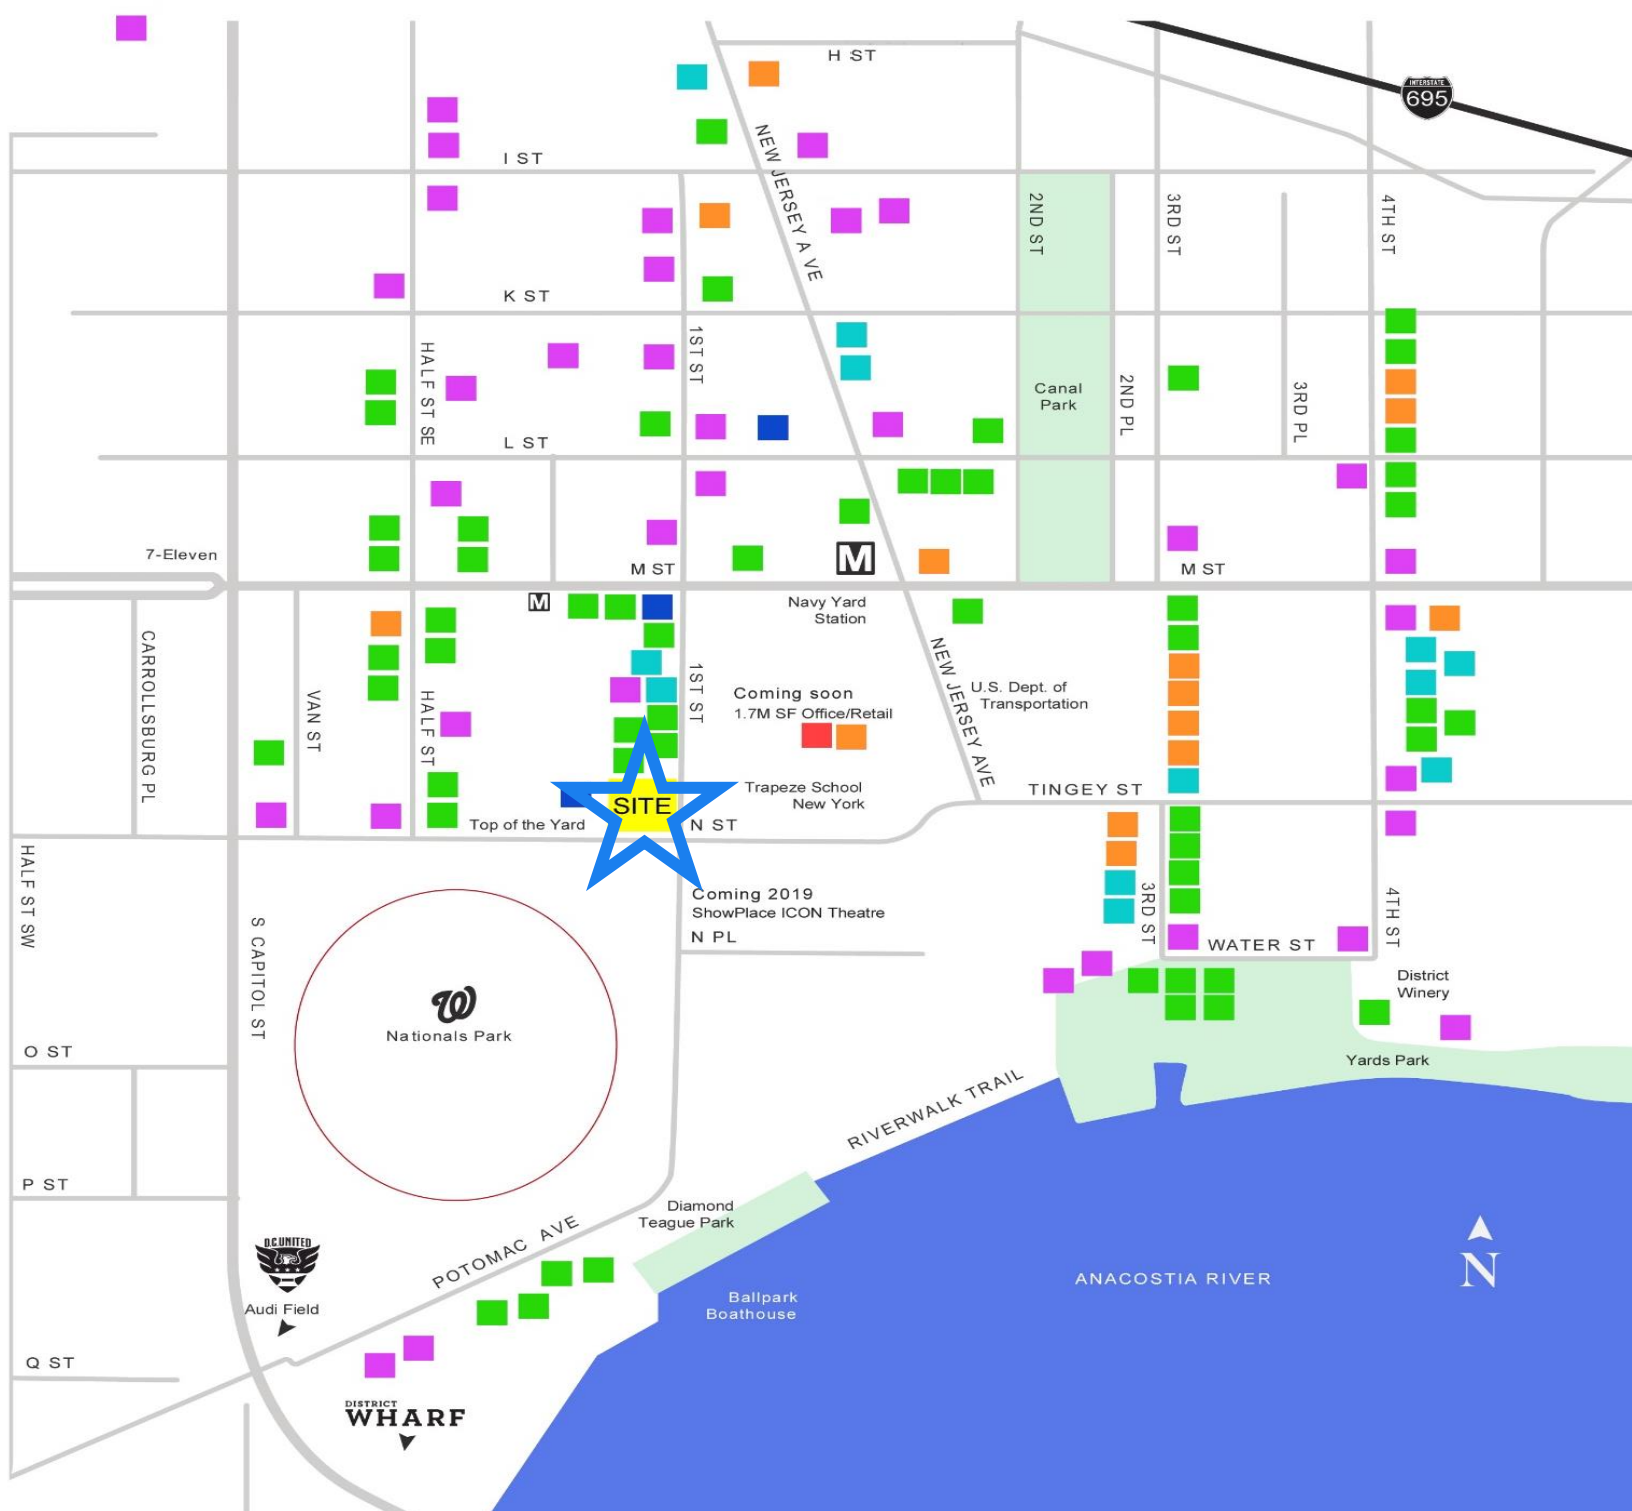 H ST
INTERSTATE
695
NEW JERSEY A VE
I ST
2ND ST
3RD ST
4TH ST
K ST
HALF ST SE
1ST ST
Canal
Park
2ND PL
3RD PL
L ST
7-Eleven
M ST
M
M ST
M
Navy Yard
Station
CARROLLSBURG PL
VAN ST
HALF ST
1ST ST
NEW JERSEY AVE
Coming soon
1.7M SF Office/Retail
U.S. Dept. of
Transportation
Trapeze School
New York
TINGEY ST
SITE
Top of the Yard
N ST
HALF ST SW
S CAPITOL ST
Coming 2019
ShowPlace ICON Theatre
N PL
3RD ST
4TH ST
WATER ST
District
Winery
W
Nationals Park
O ST
Yards Park
RIVERWALK TRAIL
P ST
Diamond
Teague Park
POTOMAC AVE
D.C.UNITED
Audi Field
Ballpark
Boathouse
ANACOSTIA RIVER
N
Q ST
DISTRICT
WHARF